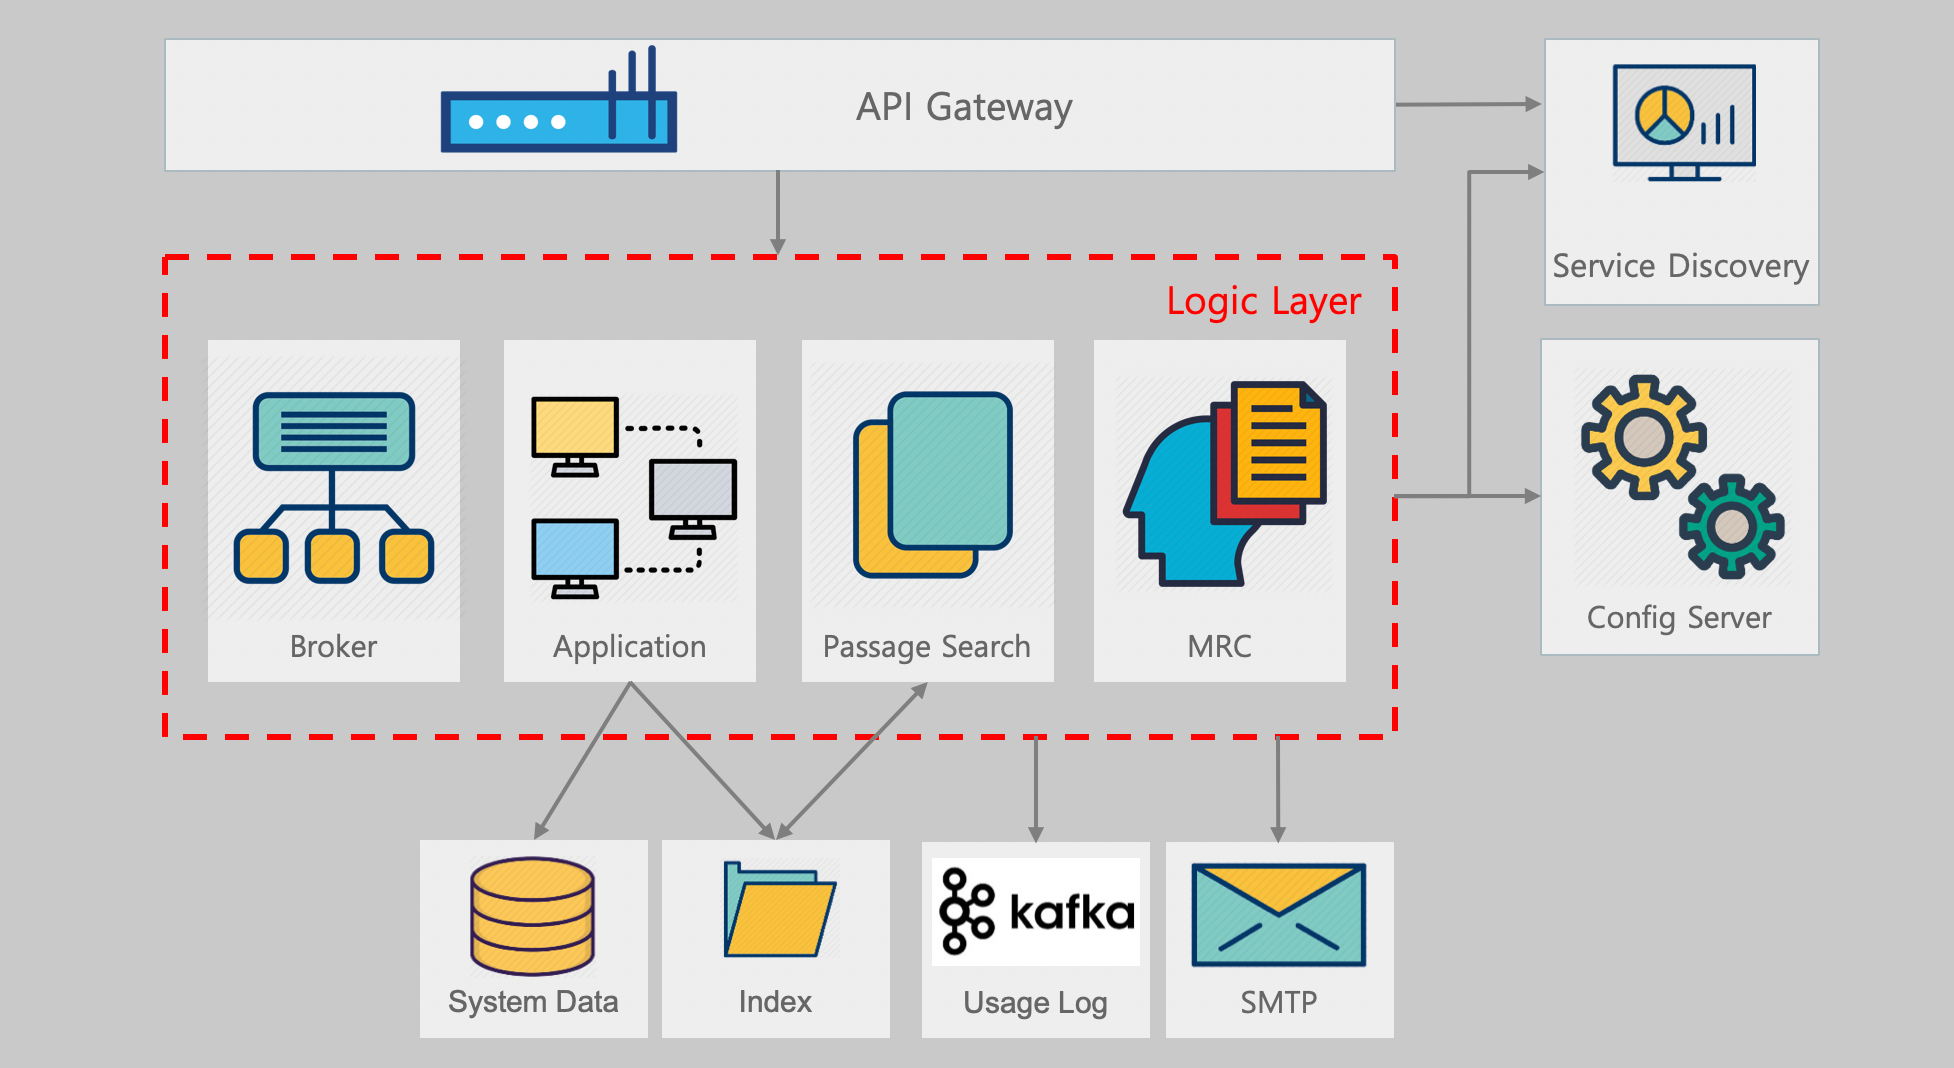 API Gateway
Service Discovery
Logic Layer
Broker
Application
Passage Search
MRC
Config Server
kafka
System Data
Index
Usage Log
SMTP